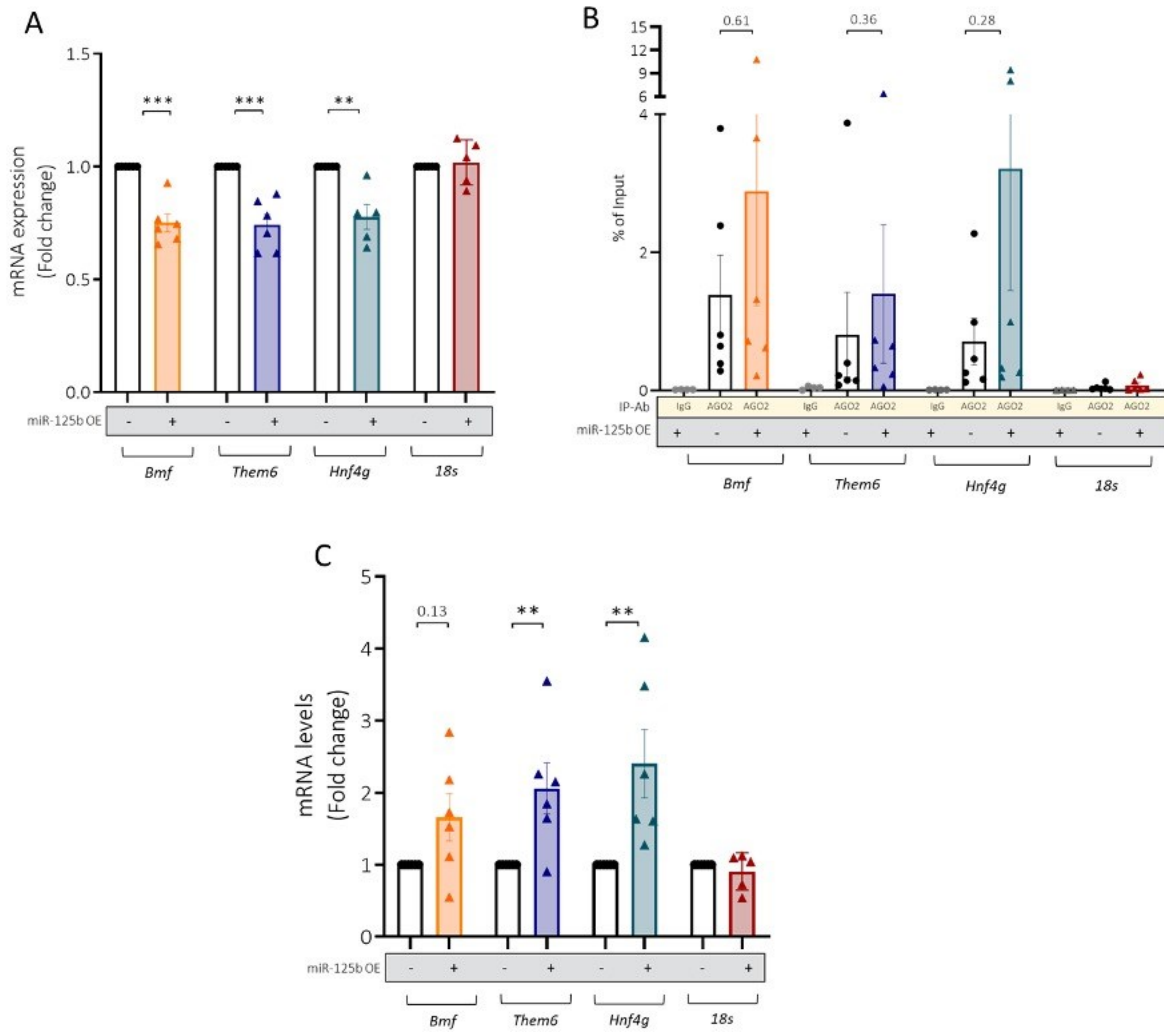 A
mRNA expression
(Fold change)
1.5
1.0
0.5
0.0
*** *** **
miR-125b OE - + - + - + - +
Bmf Them6 Hnf4g 18s
B
% of Input
15
12
9
6
4
2
0
0.61 0.36 0.28
IP-Ab IgG AGO2 AGO2 IgG AGO2 AGO2 IgG AGO2 AGO2 IgG AGO2 AGO2
miR-125b OE + - + + - + + - + + - +
Bmf Them6 Hnf4g 18s
C
mRNA levels
(Fold change)
5
4
3
2
1
0
0.13 ** **
miR-125b OE - + - + - + - +
Bmf Them6 Hnf4g 18s